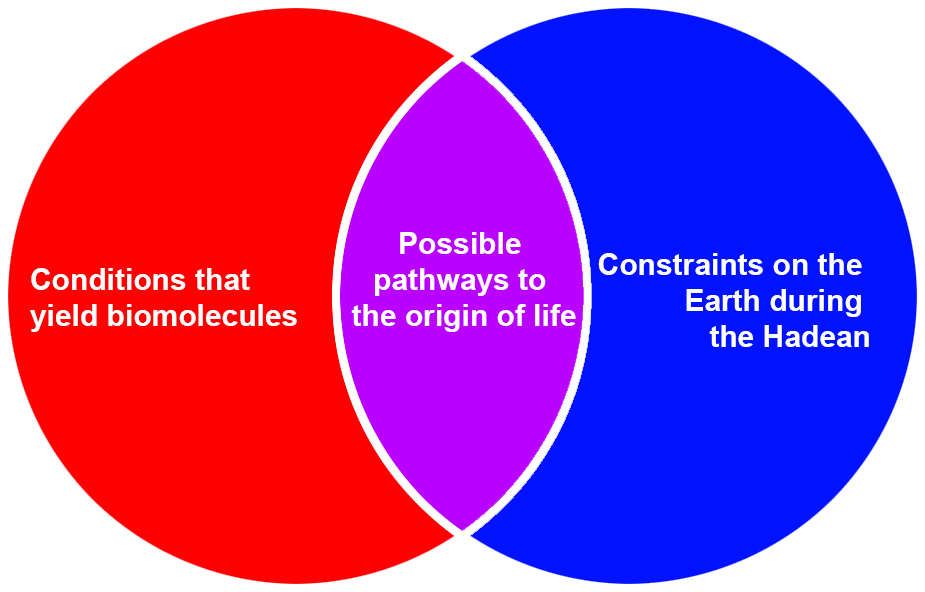 Conditions that
yield biomolecules
Possible
pathways to
the origin of life
Constraints on the
Earth during
the Hadean